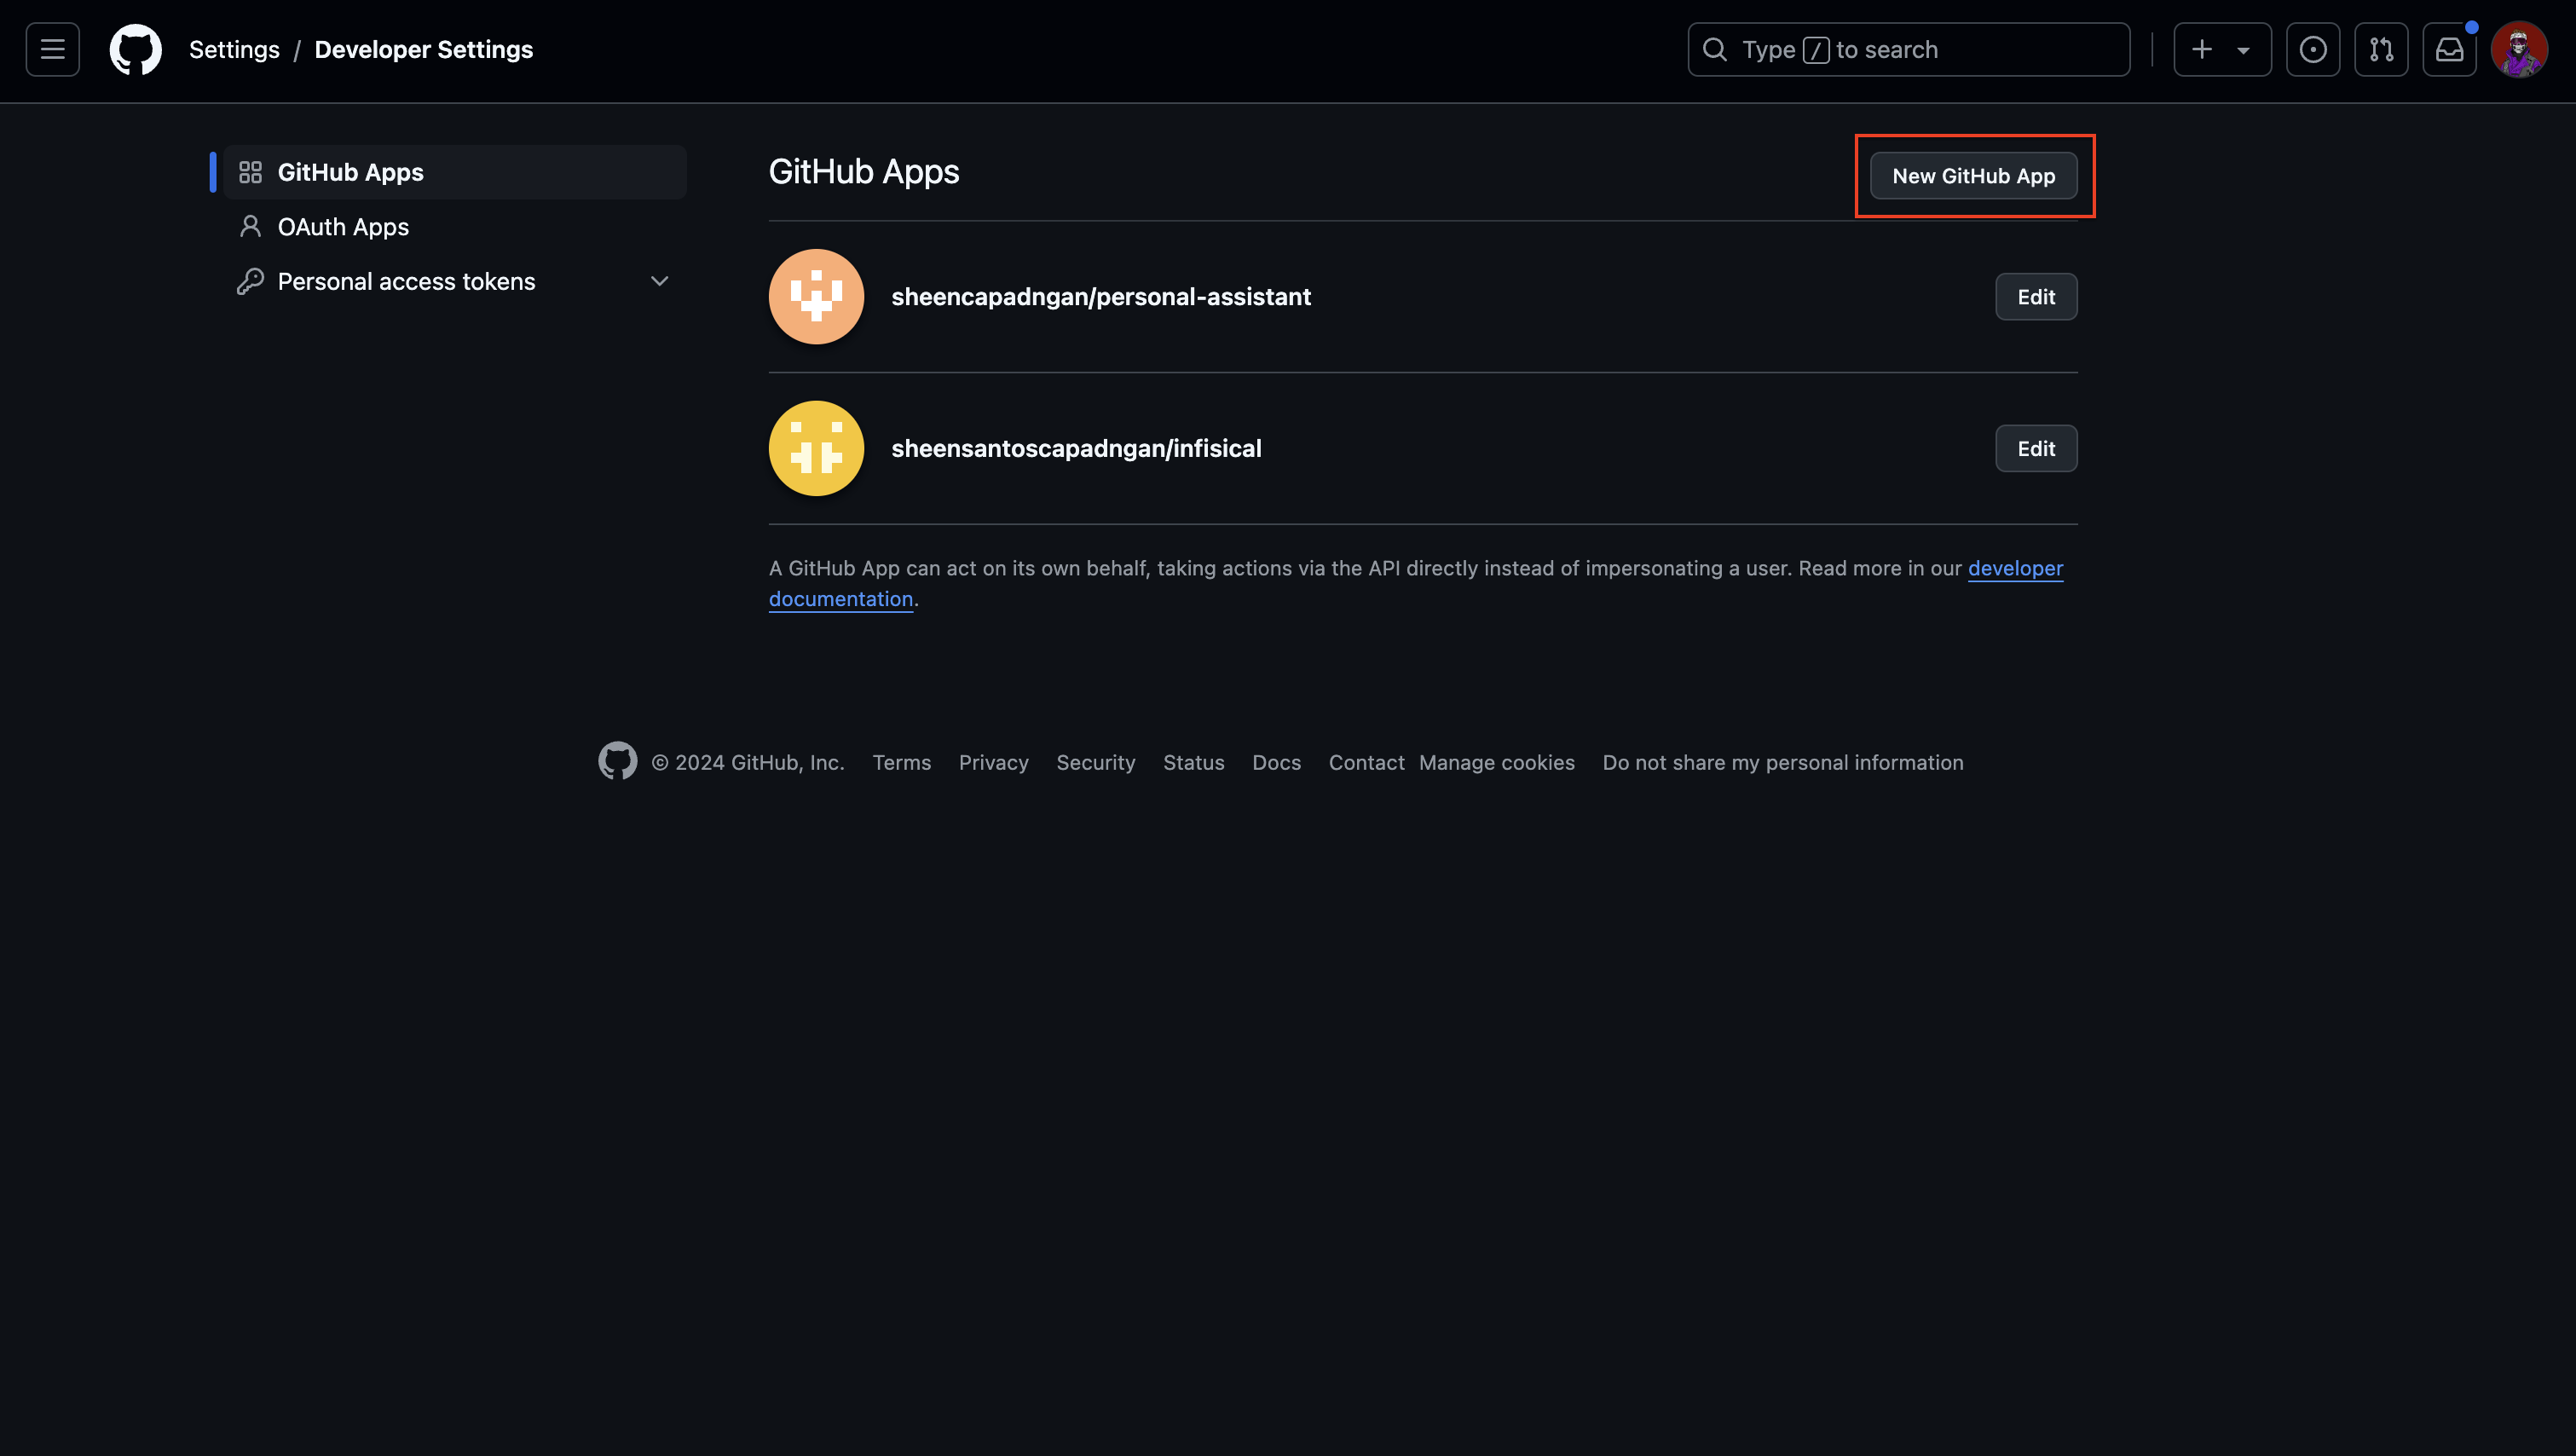 Settings / Developer Settings
Type / to search
GitHub Apps
OAuth Apps
Personal access tokens
GitHub Apps
New GitHub App
sheencapadngan/personal-assistant
Edit
sheensantoscapadngan/infisical
Edit
A GitHub App can act on its own behalf, taking actions via the API directly instead of impersonating a user. Read more in our developer
documentation.
© 2024 GitHub, Inc. Terms Privacy Security Status Docs Contact Manage cookies Do not share my personal information